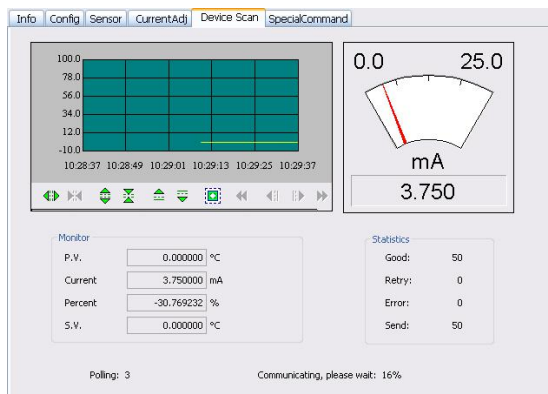 Info Config Sensor CurrentAdj Device Scan SpecialCommand
100.0
78.0
56.0
34.0
12.0
-10.0
10:28:37 10:28:49 10:29:01 10:29:13 10:29:25 10:29:37
0.0 25.0
mA
3.750
Monitor
P.V. 0.000000 °C
Current 3.750000 mA
Percent -30.769232 %
S.V. 0.000000 °C
Statistics
Good: 50
Retry: 0
Error: 0
Send: 50
Polling: 3 Communicating, please wait: 16%